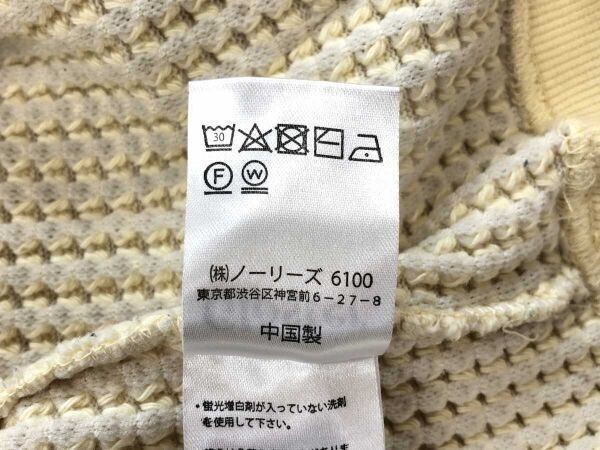 30
F W
(株)ノーリーズ 6100
東京都渋谷区神宮前6-27-8
中国製
・蛍光増白剤が入っていない洗剤
を使用して下さい。